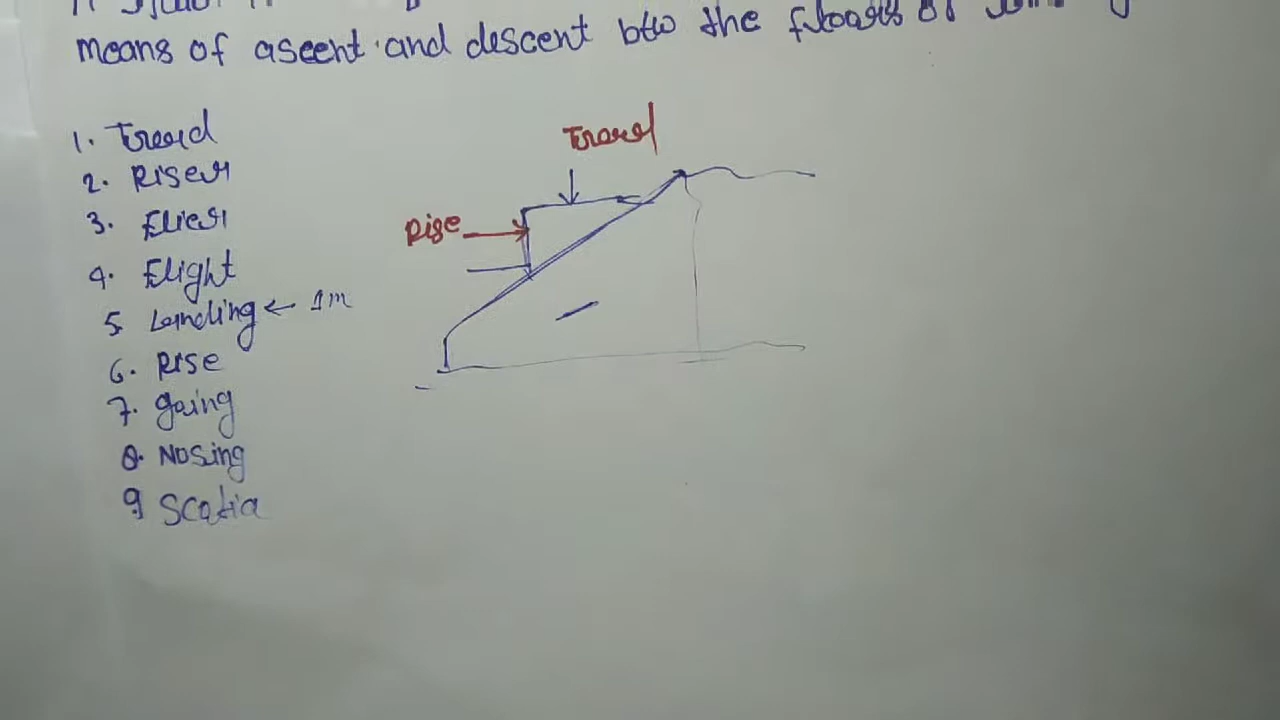 means of ascent and descent btw the floors of
1. Tread
2. Riser
3. Flier
4. Flight
5 Landing ← 1m
6. Rise
7. going
8. Nosing
9 Scotia
Tread
Rise